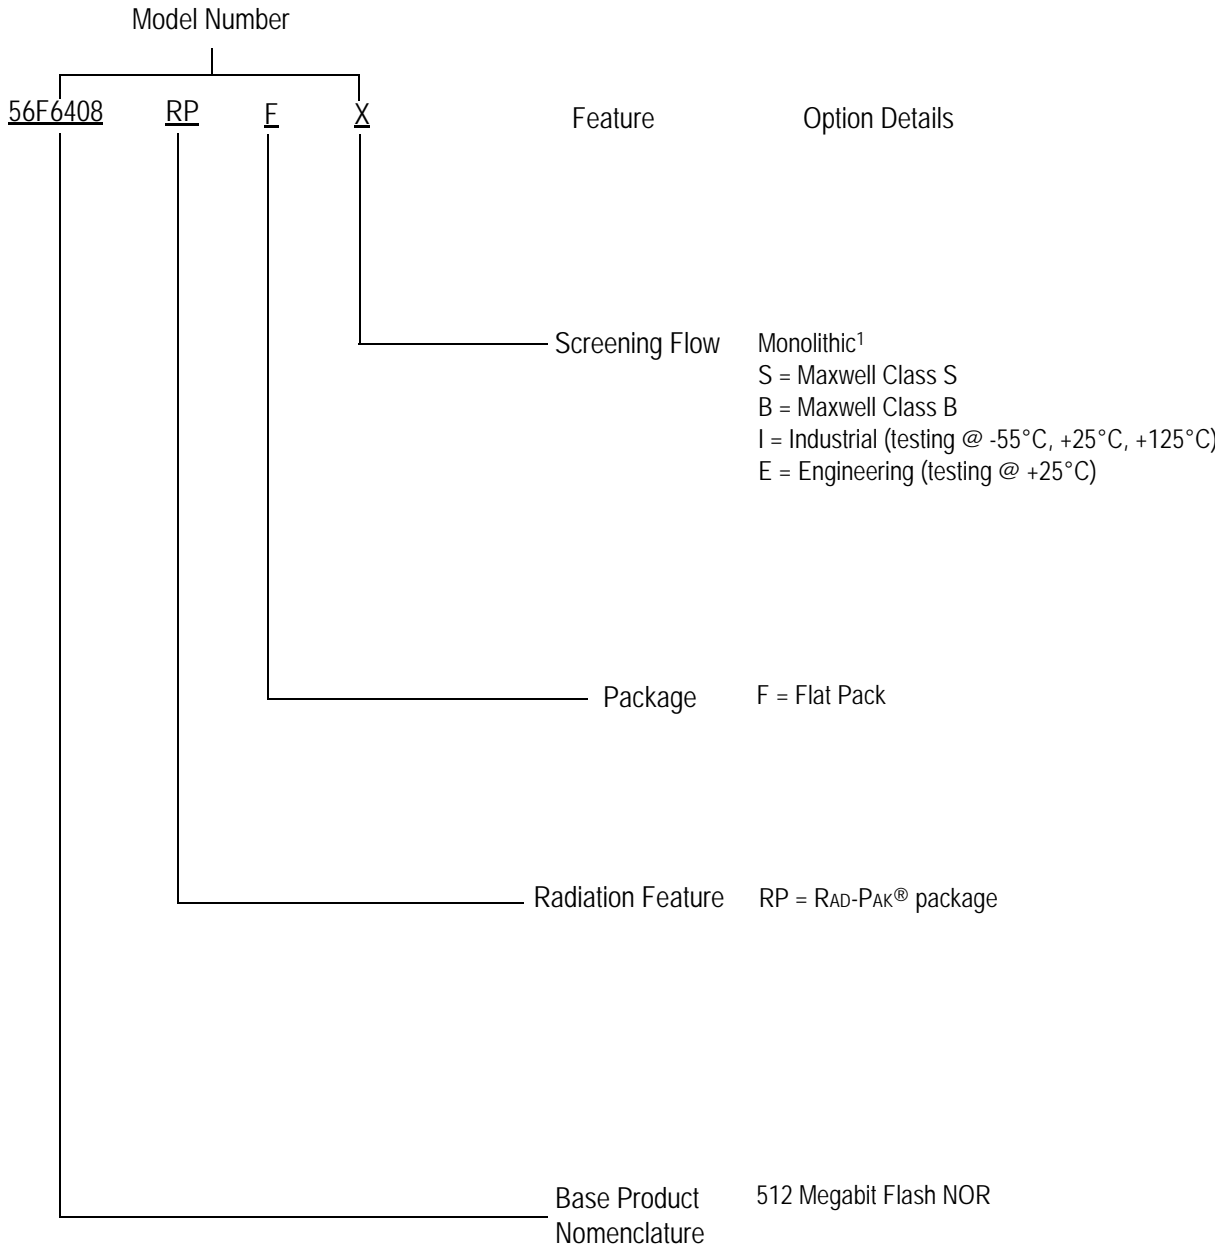 Model Number
56F6408 RP F X Feature Option Details
Screening Flow Monolithic¹
S = Maxwell Class S
B = Maxwell Class B
I = Industrial (testing @ -55°C, +25°C, +125°C)
E = Engineering (testing @ +25°C)
Package F = Flat Pack
Radiation Feature RP = RAD-PAK® package
Base Product 512 Megabit Flash NOR
Nomenclature